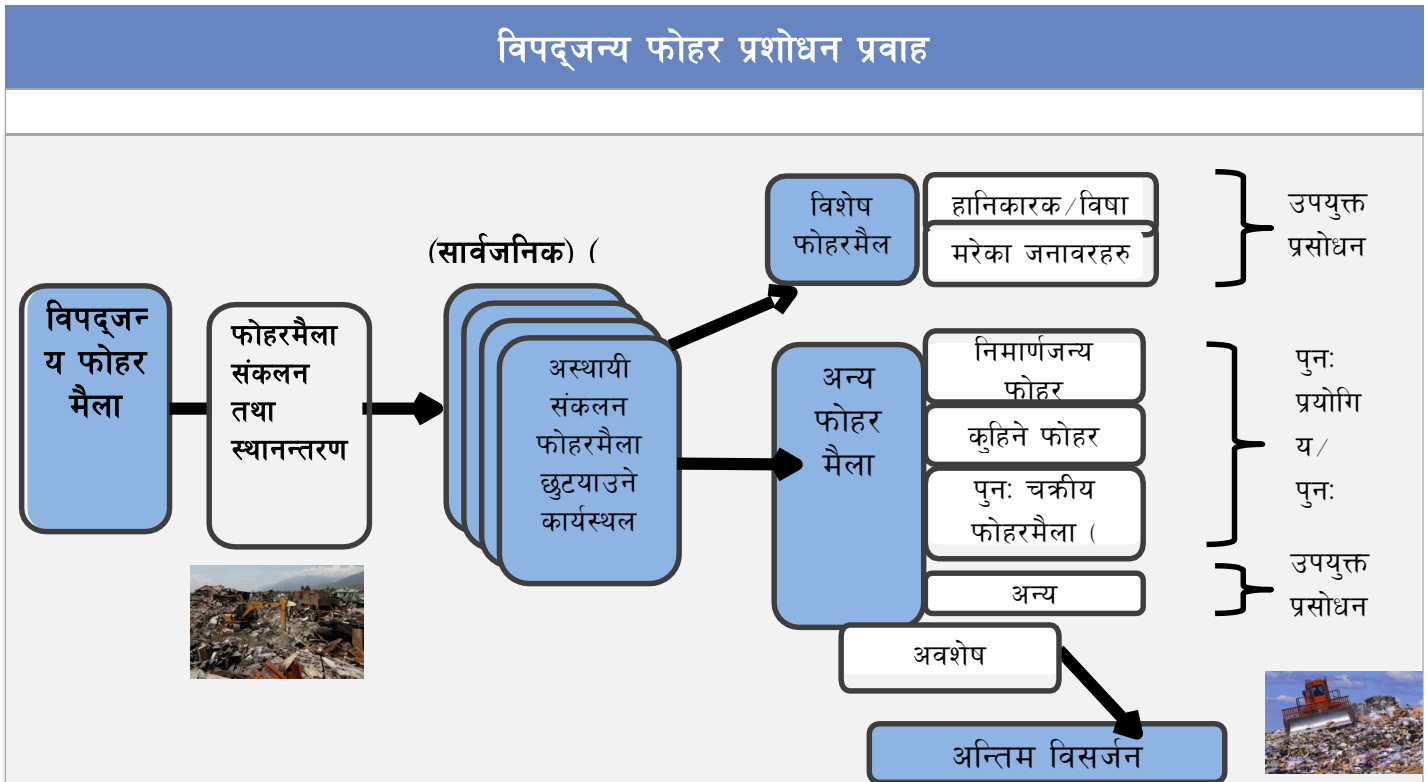 विपद्जन्य फोहर प्रशोधन प्रवाह
(सार्वजनिक) (
विपद्जन
य फोहर
मैला
फोहरमैला
संकलन
तथा
स्थानन्तरण
अस्थायी
संकलन
फोहरमैला
छुटयाउने
कार्यस्थल
विशेष
फोहरमैल
हानिकारक/विषा
मरेका जनावरहरु
उपयुक्त
प्रसोधन
अन्य
फोहर
मैला
निमार्णजन्य
फोहर
कुहिने फोहर
पुनः चक्रीय
फोहरमैला (
अन्य
पुनः
प्रयोगि
य/
पुनः
उपयुक्त
प्रसोधन
अवशेष
अन्तिम विसर्जन